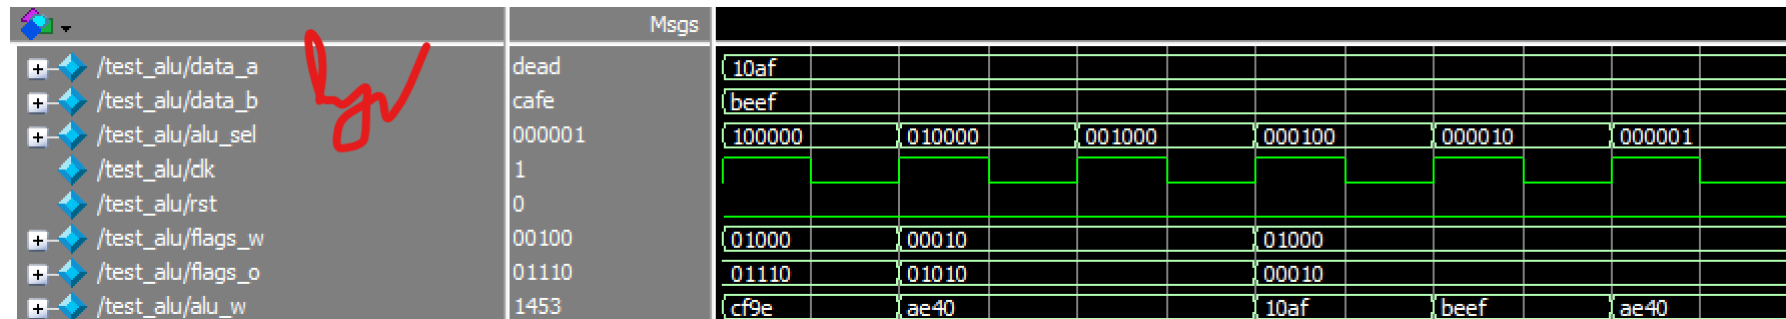 Msgs
/test_alu/data_a dead 10af
/test_alu/data_b cafe beef
/test_alu/alu_sel 000001 100000 010000 001000 000100 000010 000001
/test_alu/clk 1
/test_alu/rst 0
/test_alu/flags_w 00100 01000 00010 01000
/test_alu/flags_o 01110 01110 01010 00010
/test_alu/alu_w 1453 cf9e ae40 10af beef ae40